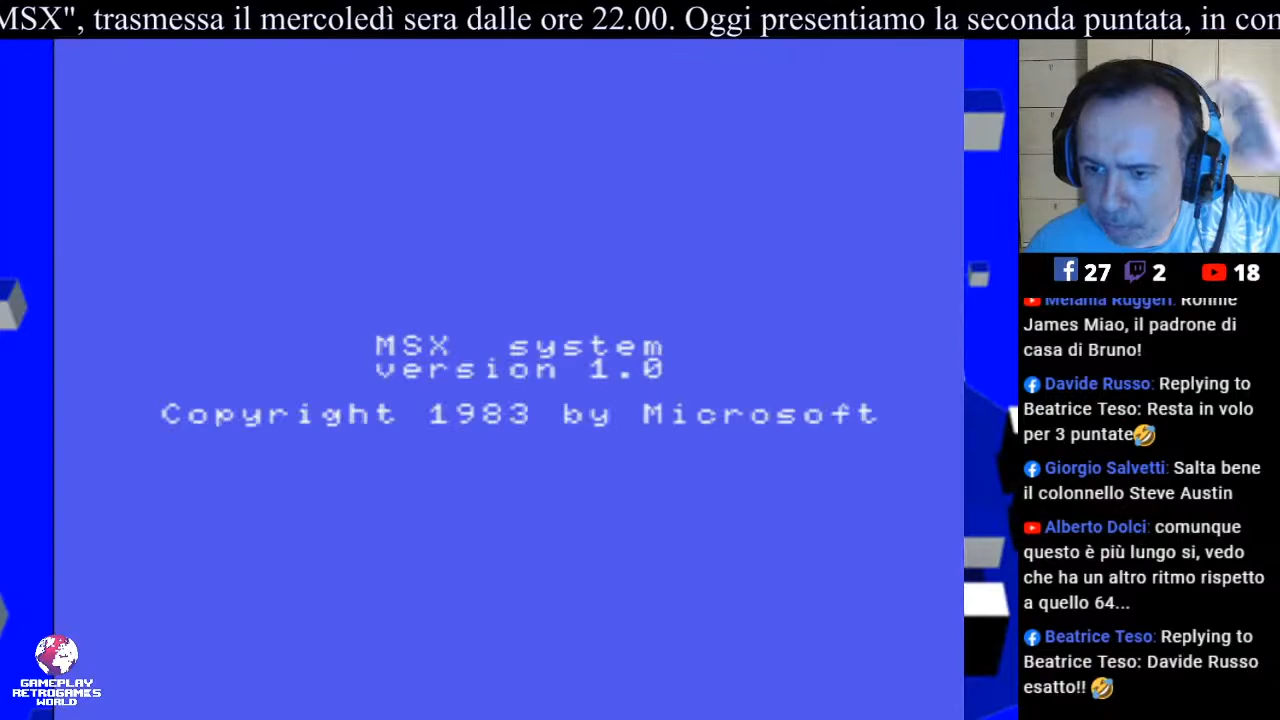 MSX", trasmessa il mercoledì sera dalle ore 22.00. Oggi presentiamo la seconda puntata, in con
MSX system
version 1.0
Copyright 1983 by Microsoft
27 2 18
Melania Ruggeri: Ronnie
James Miao, il padrone di
casa di Bruno!
Davide Russo: Replying to
Beatrice Teso: Resta in volo
per 3 puntate🤣
Giorgio Salvetti: Salta bene
il colonnello Steve Austin
Alberto Dolci: comunque
questo è più lungo si, vedo
che ha un altro ritmo rispetto
a quello 64...
Beatrice Teso: Replying to
Beatrice Teso: Davide Russo
esatto!! 🤣
GAMEPLAY
RETROGAMES
WORLD